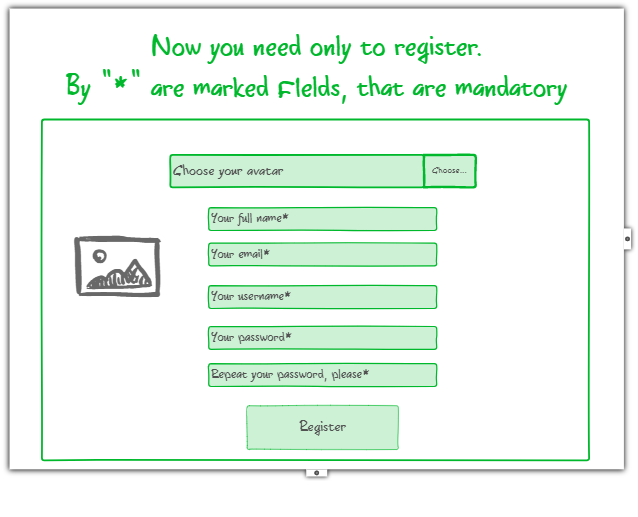 Now you need only to register.
By "*" are marked FIelds, that are mandatory
Choose your avatar
Choose...
Your full name*
Your email*
Your username*
Your password*
Repeat your password, please*
Register